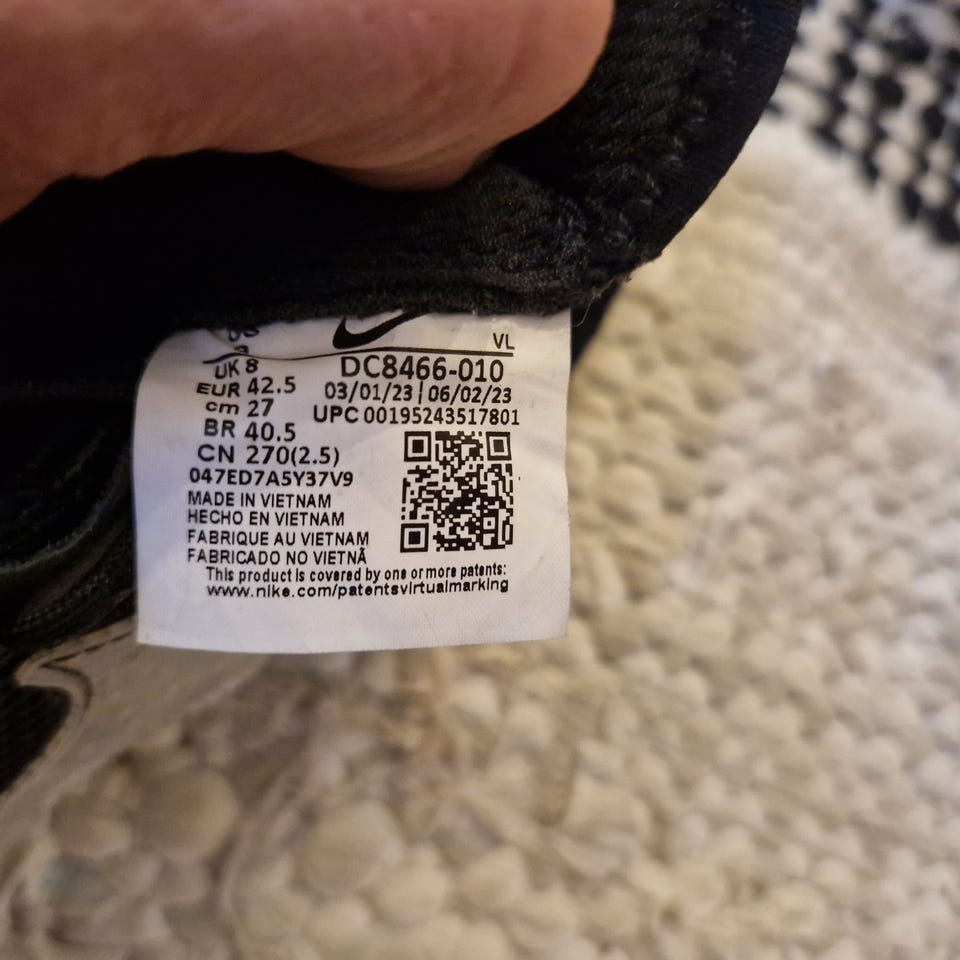 VL
UK 8
DC8466-010
EUR 42.5
03/01/23 | 06/02/23
cm 27
UPC 00195243517801
BR 40.5
CN 270(2.5)
047ED7A5Y37V9
MADE IN VIETNAM
HECHO EN VIETNAM
FABRIQUE AU VIETNAM
FABRICADO NO VIETNÃ
This product is covered by one or more patents:
www.nike.com/patentsvirtualmarking